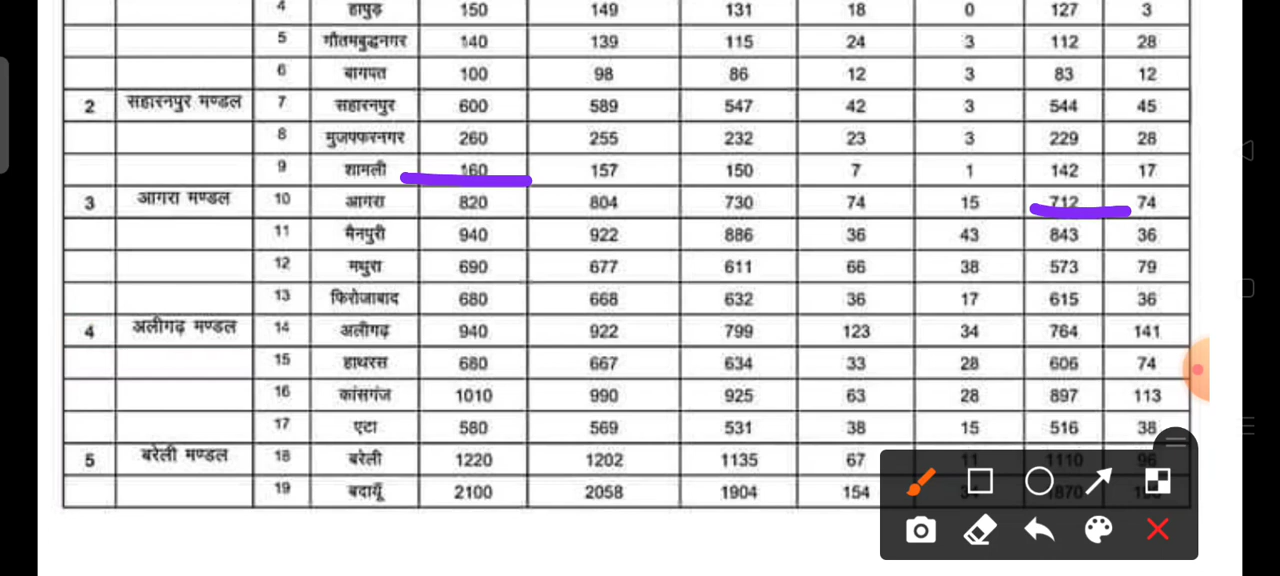 4 हापुड़ 150 149 131 18 0 127 3
5 गौतमबुद्धनगर 140 139 115 24 3 112 28
6 बागपत 100 98 86 12 3 83 12
2 सहारनपुर मण्डल 7 सहारनपुर 600 589 547 42 3 544 45
8 मुजफ्फरनगर 260 255 232 23 3 229 28
9 शामली 160 157 150 7 1 142 17
3 आगरा मण्डल 10 आगरा 820 804 730 74 15 712 74
11 मैनपुरी 940 922 886 36 43 843 36
12 मथुरा 690 677 611 66 38 573 79
13 फिरोजाबाद 680 668 632 36 17 615 36
4 अलीगढ़ मण्डल 14 अलीगढ़ 940 922 799 123 34 764 141
15 हाथरस 680 667 634 33 28 606 74
16 कांसगंज 1010 990 925 63 28 897 113
17 एटा 580 569 531 38 15 516 38
5 बरेली मण्डल 18 बरेली 1220 1202 1135 67 11 1110 96
19 बदायूँ 2100 2058 1904 154 34 1870